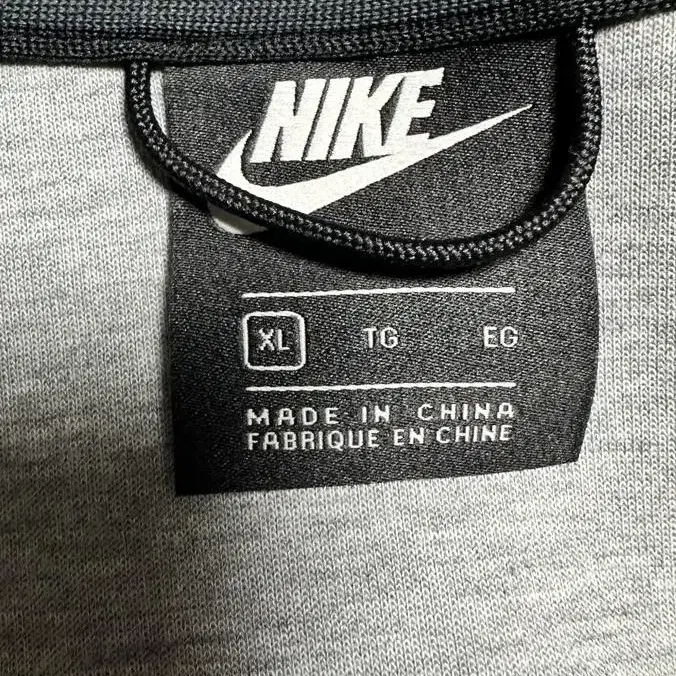 NIKE
XL TG EG
MADE IN CHINA
FABRIQUE EN CHINE